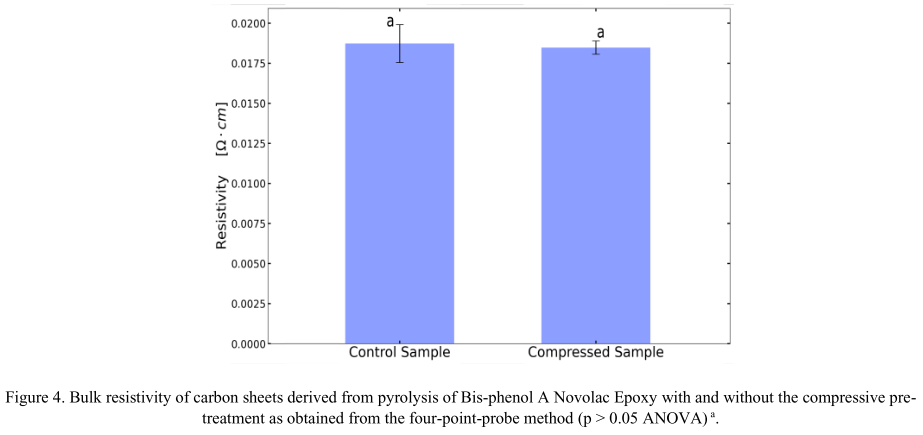 0.0200
0.0175
0.0150
0.0125
0.0100
0.0075
0.0050
0.0025
0.0000
Resistivity [Ω · cm]
a
a
Control Sample
Compressed Sample
Figure 4. Bulk resistivity of carbon sheets derived from pyrolysis of Bis-phenol A Novolac Epoxy with and without the compressive pre-
treatment as obtained from the four-point-probe method (p > 0.05 ANOVA) ᵃ.